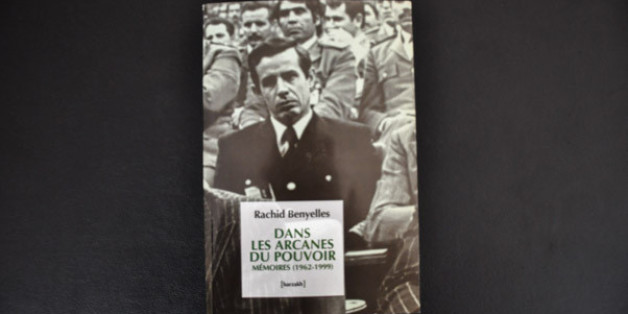 Rachid Benyelles
DANS
LES ARCANES
DU POUVOIR
MÉMOIRES (1962-1999)
[barzakh]